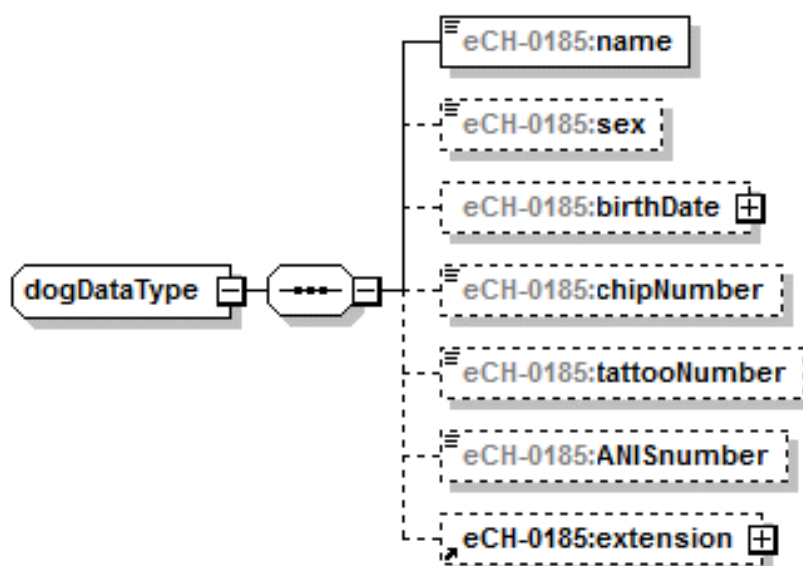 eCH-0185:name
eCH-0185:sex
eCH-0185:birthDate
dogDataType
eCH-0185:chipNumber
eCH-0185:tattooNumber
eCH-0185:ANISnumber
eCH-0185:extension